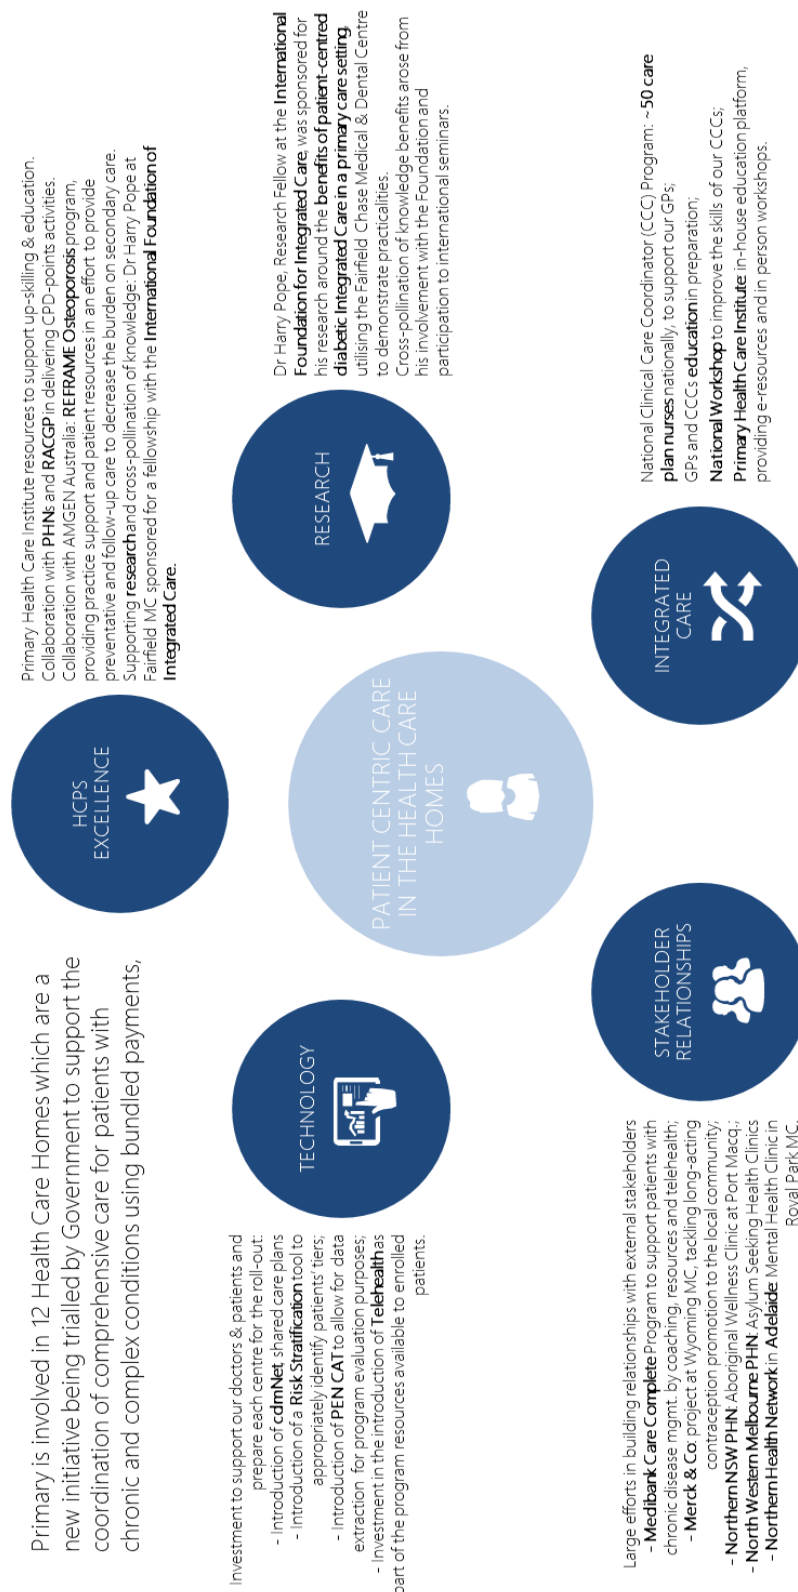 Primary is involved in 12 Health Care Homes which are a
new initiative being trialled by Government to support the
coordination of comprehensive care for patients with
chronic and complex conditions using bundled payments,
HCPS
EXCELLENCE
Primary Health Care Institute resources to support up-skilling & education.
Collaboration with PHNs and RACGP in delivering CPD-points activities.
Collaboration with AMGEN Australia: REFRAME Osteoporosis program,
providing practice support and patient resources in an effort to provide
preventative and follow-up care to decrease the burden on secondary care.
Supporting research and cross-pollination of knowledge: Dr Harry Pope at
Fairfield MC sponsored for a fellowship with the International Foundation of
Integrated Care.
Investment to support our doctors & patients and
prepare each centre for the roll-out:
- Introduction of cdmNet, shared care plans
- Introduction of a Risk Stratification tool to
appropriately identify patients' tiers;
- Introduction of PEN CAT to allow for data
extraction for program evaluation purposes;
- Investment in the introduction of Telehealth as
part of the program resources available to enrolled
patients.
TECHNOLOGY
PATIENT CENTRIC CARE
IN THE HEALTH CARE
HOMES
RESEARCH
Dr Harry Pope, Research Fellow at the International
Foundation for Integrated Care, was sponsored for
his research around the benefits of patient-centred
diabetic Integrated Care in a primary care setting,
utilising the Fairfield Chase Medical & Dental Centre
to demonstrate practicalities.
Cross-pollination of knowledge benefits arose from
his involvement with the Foundation and
participation to international seminars.
Large efforts in building relationships with external stakeholders
- Medibank Care Complete Program to support patients with
chronic disease mgmt. by coaching, resources and telehealth;
- Merck & Co: project at Wyoming MC, tackling long-acting
contraception promotion to the local community;
- Northern NSW PHN: Aboriginal Wellness Clinic at Port Macq.;
- North Western Melbourne PHN: Asylum Seeking Health Clinics
- Northern Health Network in Adelaide: Mental Health Clinic in
Royal Park MC.
STAKEHOLDER
RELATIONSHIPS
INTEGRATED
CARE
National Clinical Care Coordinator (CCC) Program: ~50 care
plan nurses nationally, to support our GPs;
GPs and CCCs education in preparation;
National Workshop to improve the skills of our CCCs;
Primary Health Care Institute: in-house education platform,
providing e-resources and in person workshops.